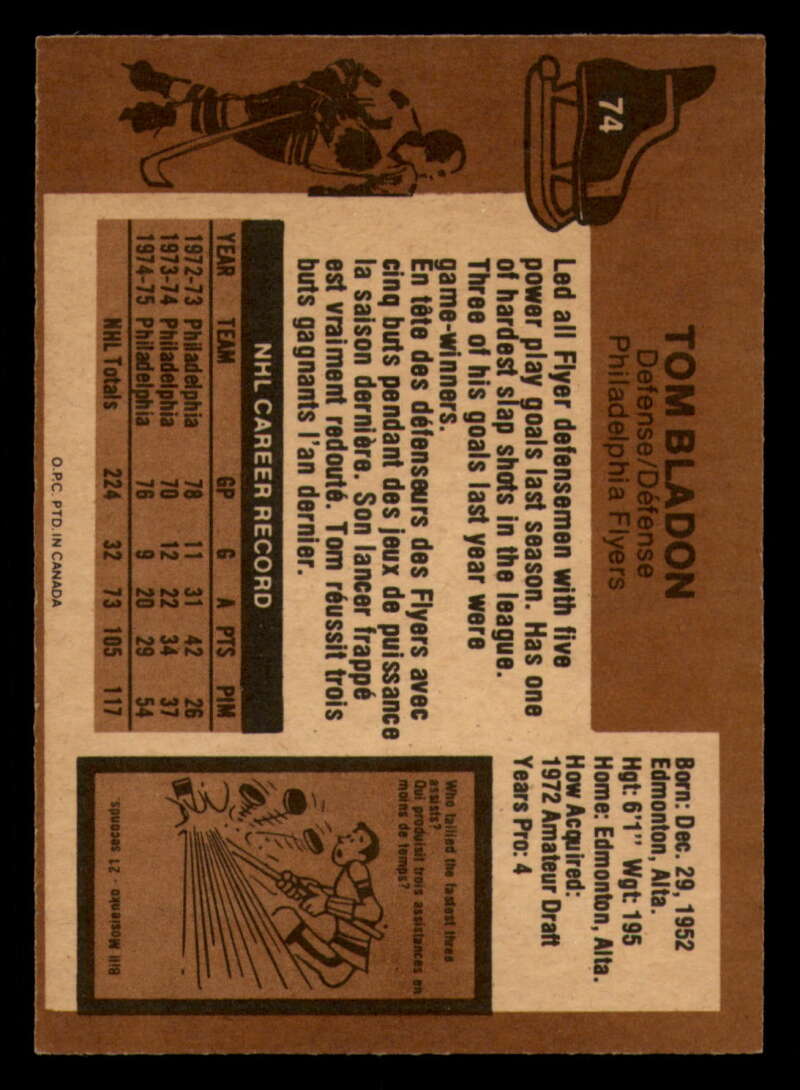 74
TOM BLADON
Defense/Défense
Philadelphia Flyers
Born: Dec. 29, 1952
Edmonton, Alta.
Hgt: 6'1" Wgt: 195
Home: Edmonton, Alta.
How Acquired:
1972 Amateur Draft
Years Pro: 4
Led all Flyer defensemen with five
power play goals last season. Has one
of hardest slap shots in the league.
Three of his goals last year were
game-winners.
En tête des défenseurs des Flyers avec
cinq buts pendant des jeux de puissance
la saison dernière. Son lancer frappé
est vraiment redouté. Tom réussit trois
buts gagnants l'an dernier.
NHL CAREER RECORD
YEAR TEAM GP G A PTS PIM
1972-73 Philadelphia 78 11 31 42 26
1973-74 Philadelphia 70 12 22 34 37
1974-75 Philadelphia 76 9 20 29 54
NHL Totals 224 32 73 105 117
Who tallied the fastest three
assists?
Qui produisit trois assistances en
moins de temps?
Bill Mosienko - 21 seconds.
O.P.C. PTD. IN CANADA